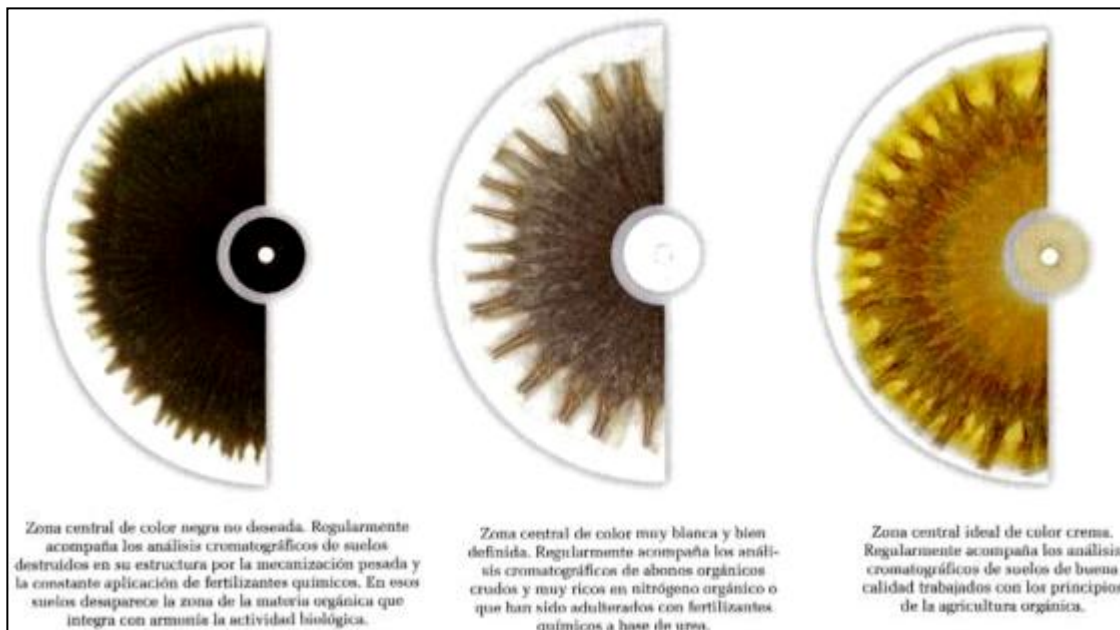 Zona central de color negra no deseada. Regularmente
acompaña los análisis cromatográficos de suelos
destruidos en su estructura por la mecanización pesada y
la constante aplicación de fertilizantes químicos. En esos
suelos desaparece la zona de la materia orgánica que
integra con armonía la actividad biológica.
Zona central de color muy blanca y bien
definida. Regularmente acompaña los análi-
sis cromatográficos de abonos orgánicos
crudos y muy ricos en nitrógeno orgánico o
que han sido adulterados con fertilizantes
químicos a base de urea.
Zona central ideal de color crema.
Regularmente acompaña los análisis
cromatográficos de suelos de buena
calidad trabajados con los principios
de la agricultura orgánica.